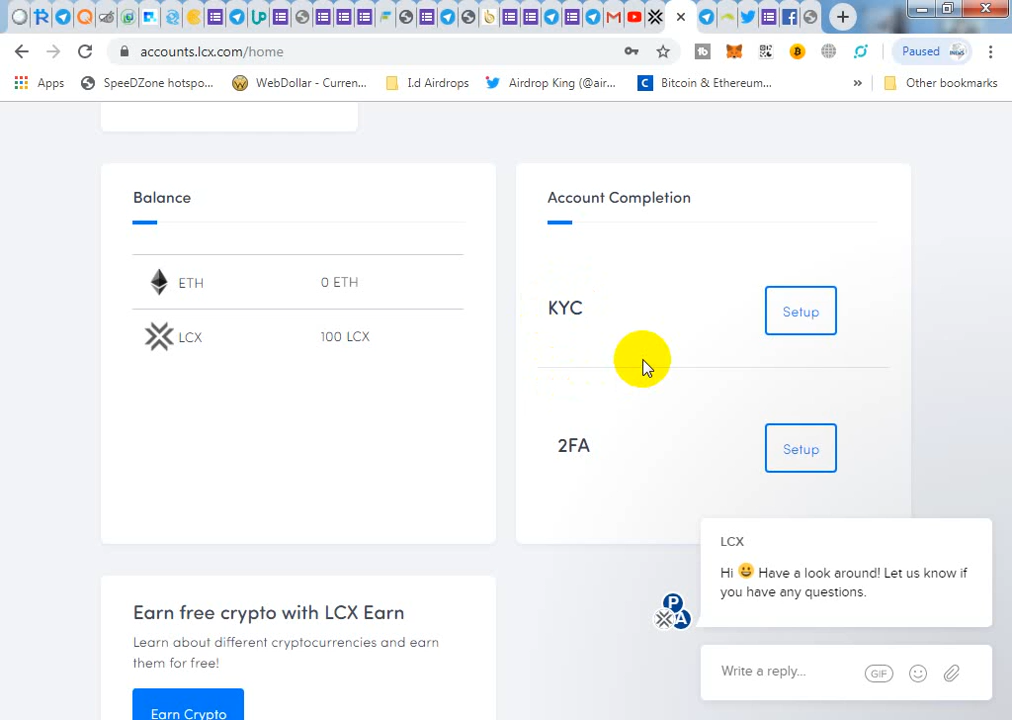 accounts.lcx.com/home
Paused
Apps
SpeeDZone hotspo...
WebDollar - Curren...
I.d Airdrops
Airdrop King (@air...
Bitcoin & Ethereum...
»
Other bookmarks
Balance
ETH
0 ETH
LCX
100 LCX
Account Completion
KYC
Setup
2FA
Setup
LCX
Hi 😀 Have a look around! Let us know if
you have any questions.
P
A
Write a reply...
GIF
Earn free crypto with LCX Earn
Learn about different cryptocurrencies and earn
them for free!
Earn Crypto